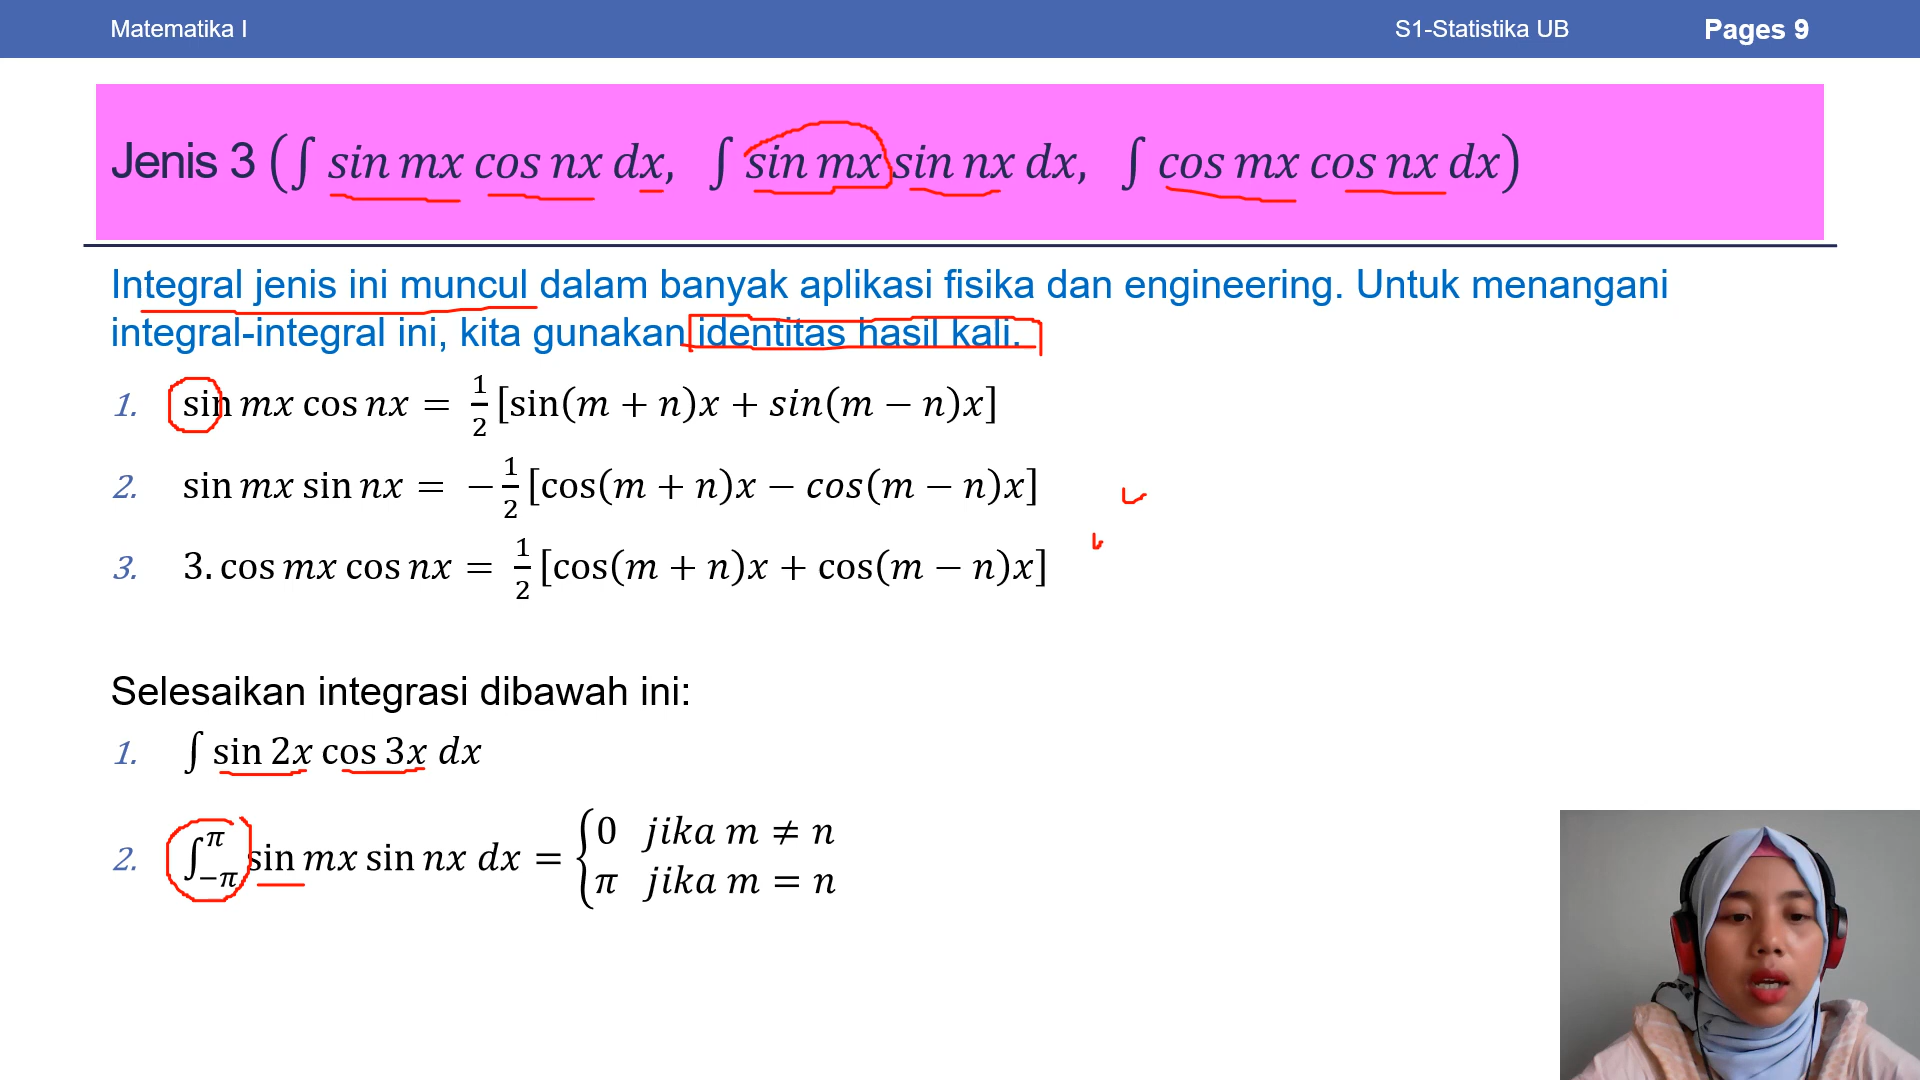 Matematika I
S1-Statistika UB
Pages 9
Jenis 3 (∫ sin mx cos nx dx, ∫ sin mx sin nx dx, ∫ cos mx cos nx dx)
Integral jenis ini muncul dalam banyak aplikasi fisika dan engineering. Untuk menangani
integral-integral ini, kita gunakan identitas hasil kali.
1. sin mx cos nx = 1/2 [sin(m + n)x + sin(m − n)x]
2. sin mx sin nx = −1/2 [cos(m + n)x − cos(m − n)x]
3. 3. cos mx cos nx = 1/2 [cos(m + n)x + cos(m − n)x]
Selesaikan integrasi dibawah ini:
1. ∫ sin 2x cos 3x dx
2. ∫_{−π}^{π} sin mx sin nx dx = { 0 jika m ≠ n
π jika m = n